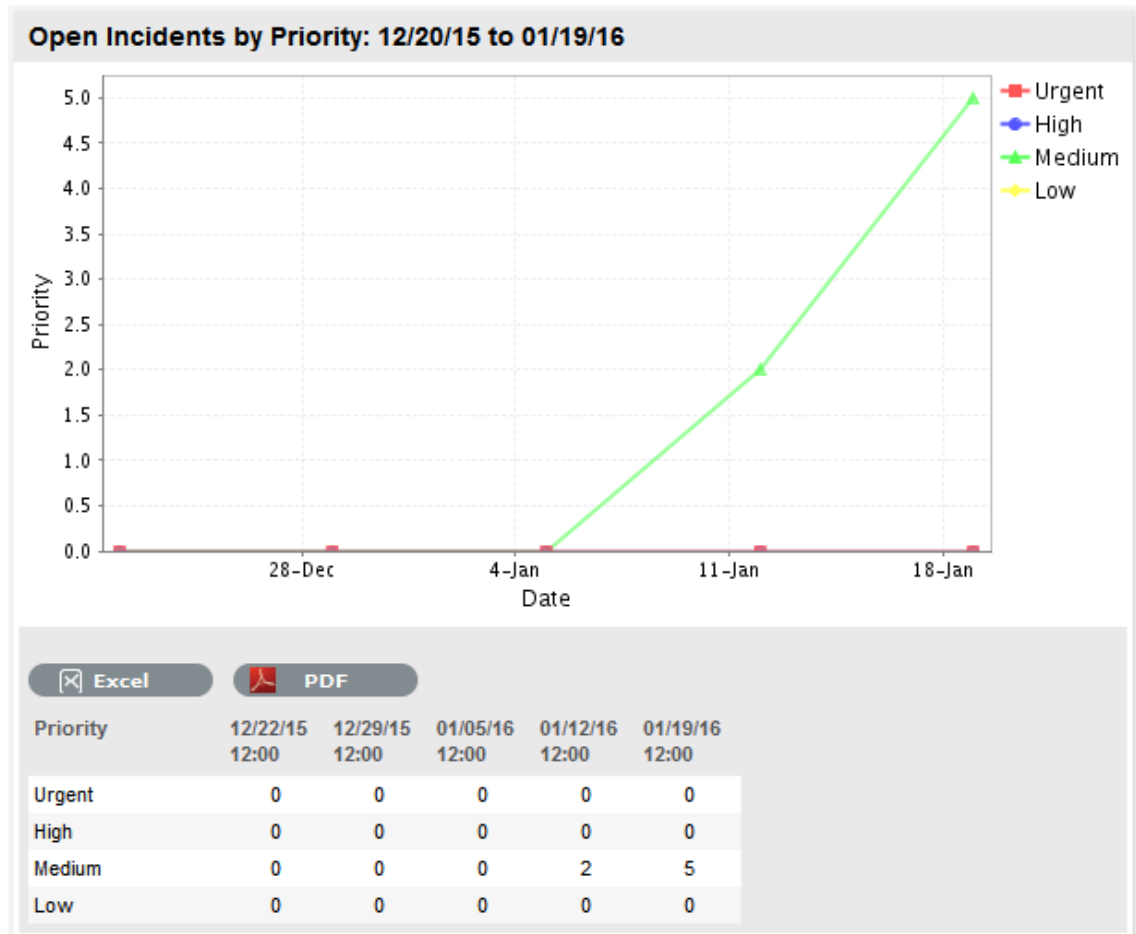 Open Incidents by Priority: 12/20/15 to 01/19/16
5.0
4.5
4.0
3.5
3.0
2.5
2.0
1.5
1.0
0.5
0.0
Priority
28-Dec 4-Jan 11-Jan 18-Jan
Date
Urgent
High
Medium
Low
Excel PDF
Priority 12/22/15 12/29/15 01/05/16 01/12/16 01/19/16
12:00 12:00 12:00 12:00 12:00
Urgent 0 0 0 0 0
High 0 0 0 0 0
Medium 0 0 0 2 5
Low 0 0 0 0 0